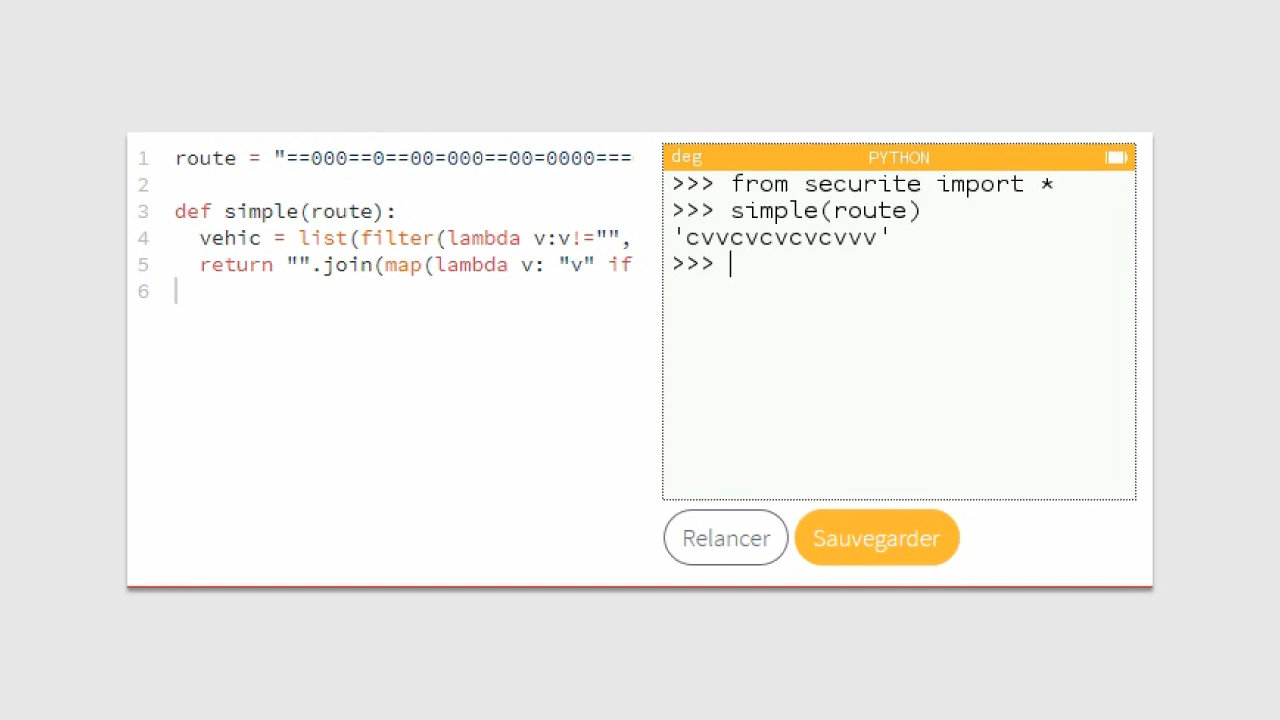 1 route = "==000==0==00=000==00=0000===
2
3 def simple(route):
4 vehic = list(filter(lambda v:v!="",
5 return "".join(map(lambda v: "v" if
6
deg PYTHON
>>> from securite import *
>>> simple(route)
'cvvcvcvcvcvvv'
>>>
Relancer Sauvegarder